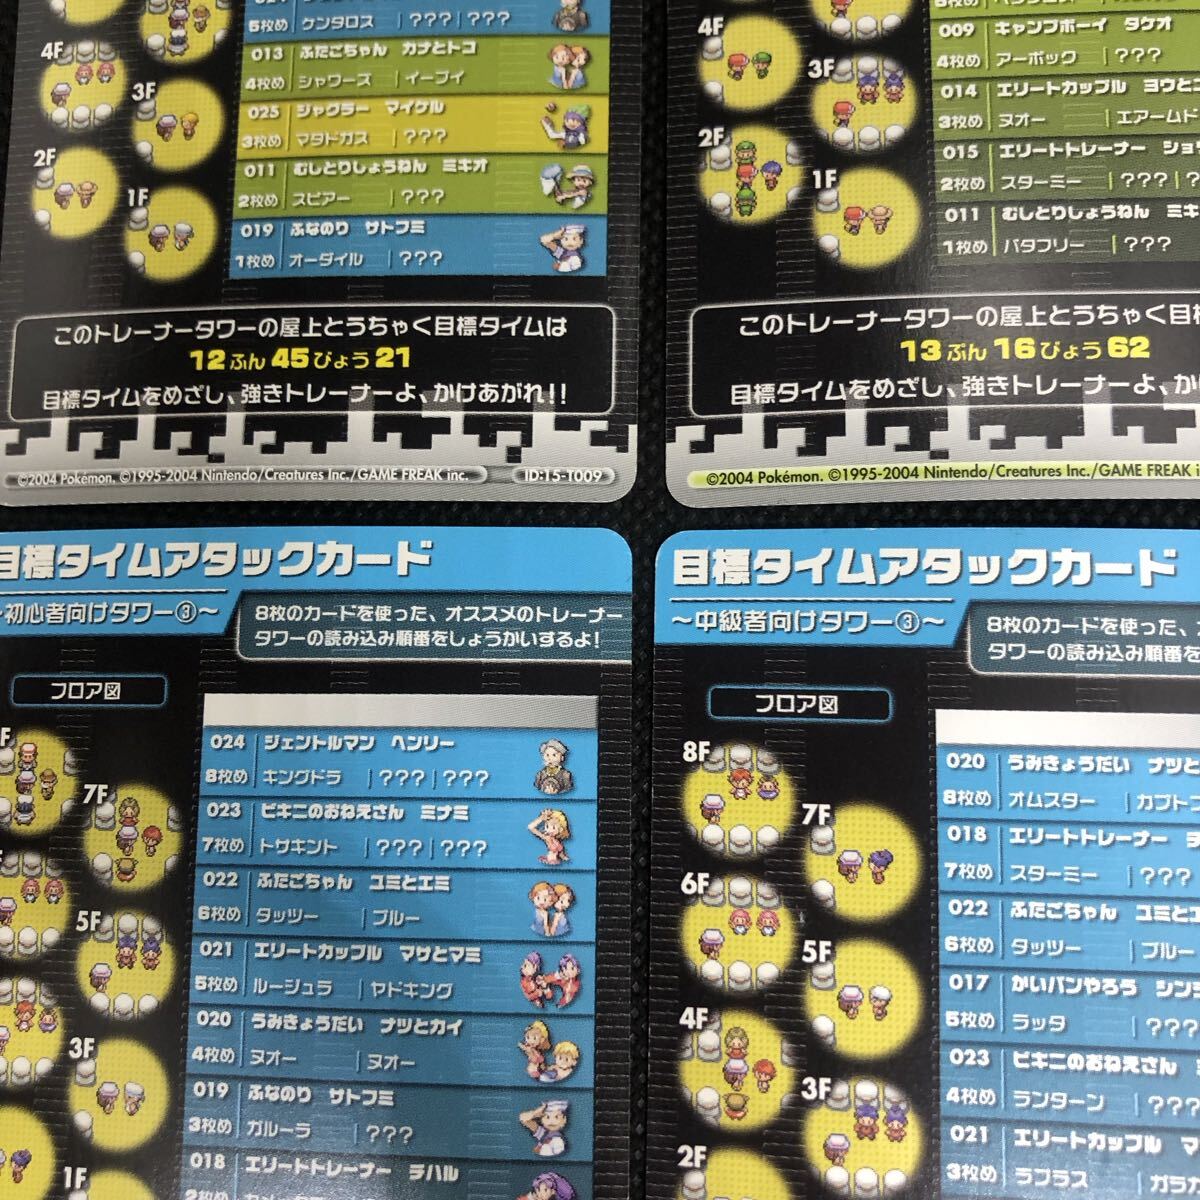 5枚め ケンタロス ??? ???
4F
013 ふたごちゃん カナとトコ
4枚め シャワーズ イーブイ
3F
025 ジャグラー マイケル
3枚め マタドガス ???
2F
011 むしとりしょうねん ミキオ
2枚め スピアー ???
1F
019 ふなのり サトフミ
1枚め オーダイル ???
このトレーナータワーの屋上とうちゃく目標タイムは
12ふん45びょう21
目標タイムをめざし、強きトレーナーよ、かけあがれ!!
©2004 Pokémon. ©1995-2004 Nintendo/Creatures Inc./GAME FREAK inc.
ID:15-T009
009 キャンプボーイ タケオ
4F
4枚め アーボック ???
3F
014 エリートカップル ヨウと
3枚め ヌオー エアームド
2F
015 エリートトレーナー ショウ
2枚め スターミー ???
1F
011 むしとりしょうねん ミキ
1枚め バタフリー ???
このトレーナータワーの屋上とうちゃく目
13ぷん16びょう62
目標タイムをめざし、強きトレーナーよ、か
©2004 Pokémon. ©1995-2004 Nintendo/Creatures Inc./GAME FREAK
目標タイムアタックカード
初心者向けタワー③～
8枚のカードを使った、オススメのトレーナー
タワーの読み込み順番をしょうかいするよ!
フロア図
024 ジェントルマン ヘンリー
8枚め キングドラ ??? ???
7F
023 ビキニのおねえさん ミナミ
7枚め トサキント ??? ???
022 ふたごちゃん ユミとエミ
6枚め タッツー ブルー
5F
021 エリートカップル マサとマミ
5枚め ルージュラ ヤドキング
020 うみきょうだい ナツとカイ
4枚め ヌオー ヌオー
3F
019 ふなのり サトフミ
3枚め ガルーラ ???
018 エリートトレーナー ラハル
1F
目標タイムアタックカード
～中級者向けタワー③～
8枚のカードを使った、
タワーの読み込み順番を
フロア図
8F
020 うみきょうだい ナツと
8枚め オムスター カブト
7F
018 エリートトレーナー
7枚め スターミー ???
6F
022 ふたごちゃん ユミと
6枚め タッツー ブルー
5F
017 かいパンやろう シン
5枚め ラッタ ???
4F
023 ビキニのおねえさん
4枚め ランターン ???
3F
021 エリートカップル マ
3枚め ラプラス ガラガ
2F